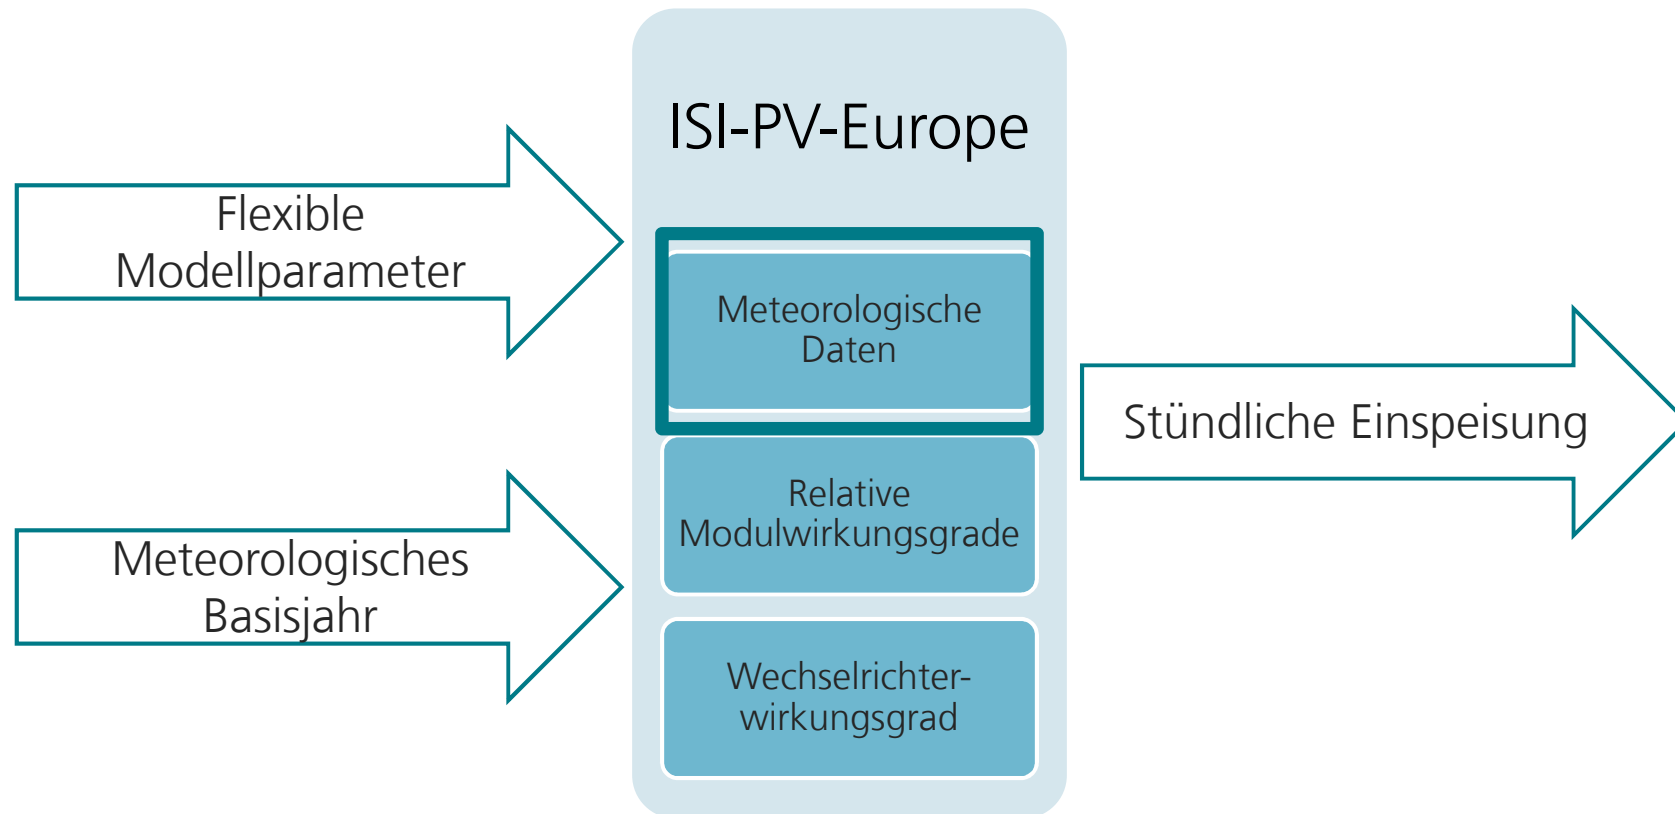 ISI-PV-Europe
Flexible
Modellparameter
Meteorologisches
Basisjahr
Meteorologische
Daten
Relative
Modulwirkungsgrade
Wechselrichter-
wirkungsgrad
Stündliche Einspeisung